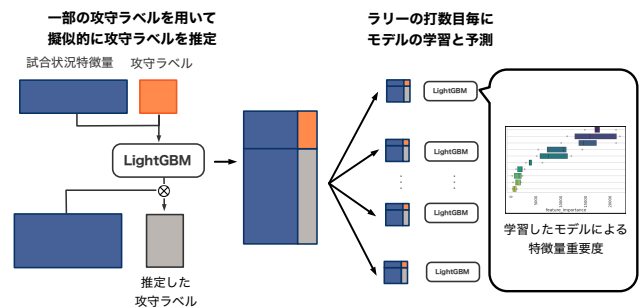 一部の攻守ラベルを用いて
擬似的に攻守ラベルを推定
試合状況特徴量
攻守ラベル
LightGBM
推定した
攻守ラベル
ラリーの打数目毎に
モデルの学習と予測
LightGBM
LightGBM
LightGBM
LightGBM
feature_importance
学習したモデルによる
特徴量重要度